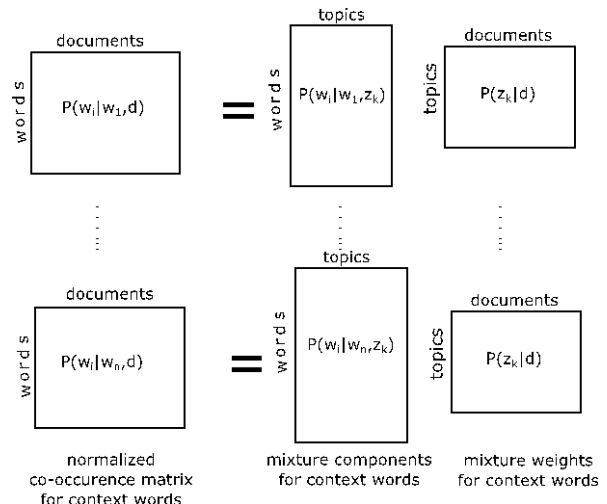 topics
documents
documents
words
P(wᵢ|w₁,d)
=
words
P(wᵢ|w₁,zₖ)
topics
P(zₖ|d)
topics
documents
documents
words
P(wᵢ|wₙ,d)
=
words
P(wᵢ|wₙ,zₖ)
topics
P(zₖ|d)
normalized
co-occurence matrix
for context words
mixture components
for context words
mixture weights
for context words